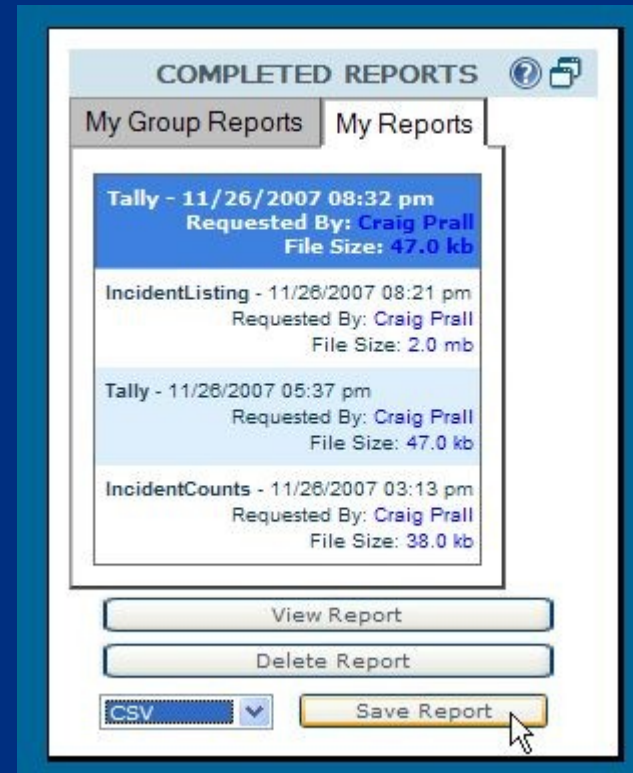 COMPLETED REPORTS
My Group Reports My Reports
Tally - 11/26/2007 08:32 pm
Requested By: Craig Prall
File Size: 47.0 kb
IncidentListing - 11/26/2007 08:21 pm
Requested By: Craig Prall
File Size: 2.0 mb
Tally - 11/26/2007 05:37 pm
Requested By: Craig Prall
File Size: 47.0 kb
IncidentCounts - 11/26/2007 03:13 pm
Requested By: Craig Prall
File Size: 38.0 kb
View Report
Delete Report
CSV Save Report